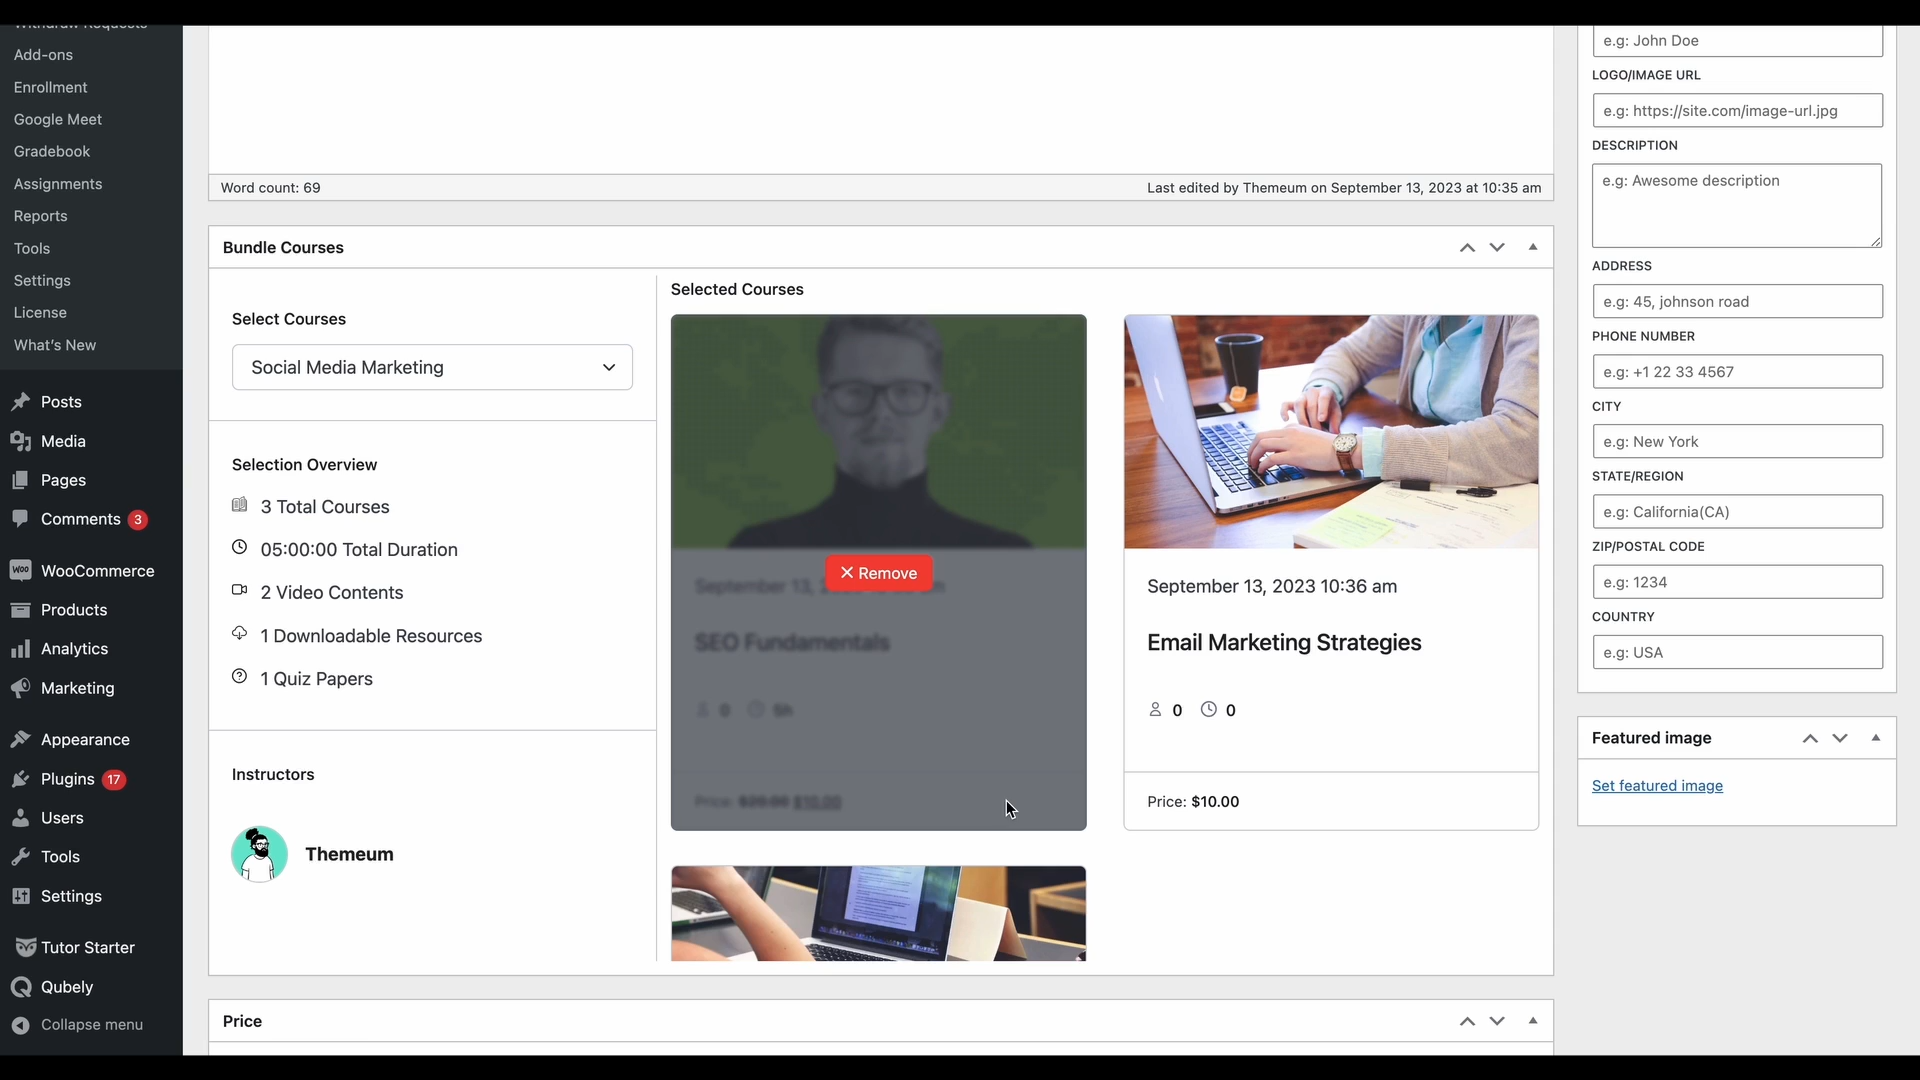 Add-ons
Enrollment
Google Meet
Gradebook
Assignments
Reports
Tools
Settings
License
What's New
Posts
Media
Pages
Comments 3
WooCommerce
Products
Analytics
Marketing
Appearance
Plugins 17
Users
Tools
Settings
Tutor Starter
Qubely
Collapse menu
Word count: 69
Last edited by Themeum on September 13, 2023 at 10:35 am
Bundle Courses
Select Courses
Social Media Marketing
Selection Overview
3 Total Courses
05:00:00 Total Duration
2 Video Contents
1 Downloadable Resources
1 Quiz Papers
Instructors
Themeum
Selected Courses
Remove
September 13, 2
SEO Fundamentals
0 5h
September 13, 2023 10:36 am
Email Marketing Strategies
0 0
Price: $10.00
Price
e.g: John Doe
LOGO/IMAGE URL
e.g: https://site.com/image-url.jpg
DESCRIPTION
e.g: Awesome description
ADDRESS
e.g: 45, johnson road
PHONE NUMBER
e.g: +1 22 33 4567
CITY
e.g: New York
STATE/REGION
e.g: California(CA)
ZIP/POSTAL CODE
e.g: 1234
COUNTRY
e.g: USA
Featured image
Set featured image